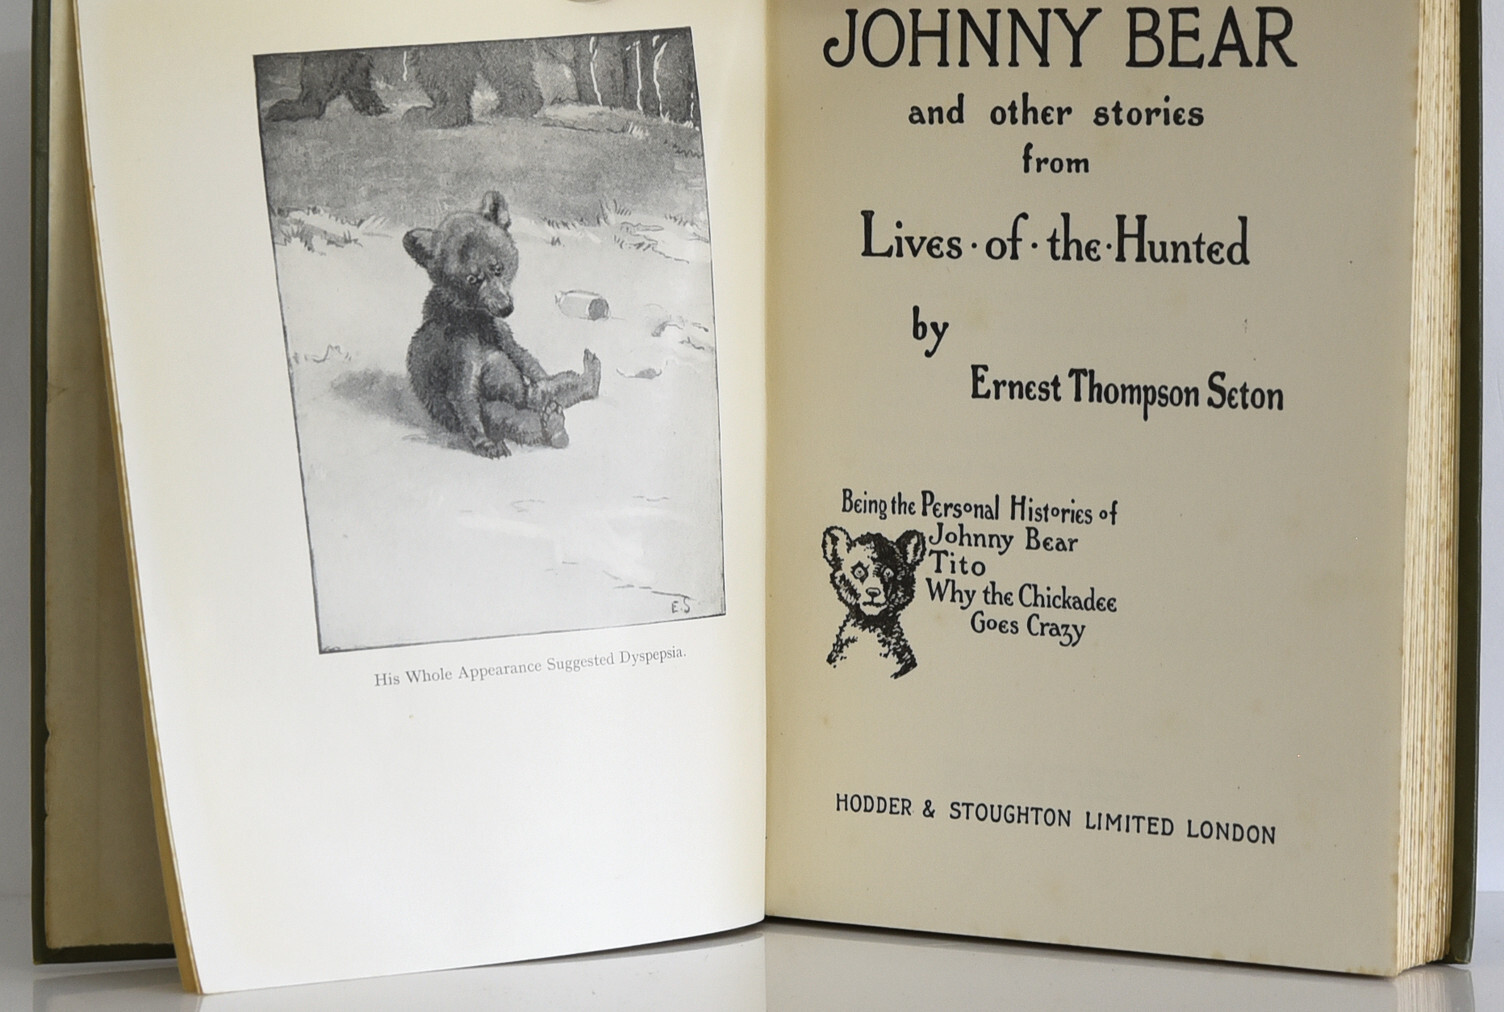 E.S
His Whole Appearance Suggested Dyspepsia.
JOHNNY BEAR
and other stories
from
Lives·of·the·Hunted
by
Ernest Thompson Seton
Being the Personal Histories of
Johnny Bear
Tito
Why the Chickadee
Goes Crazy
HODDER & STOUGHTON LIMITED LONDON